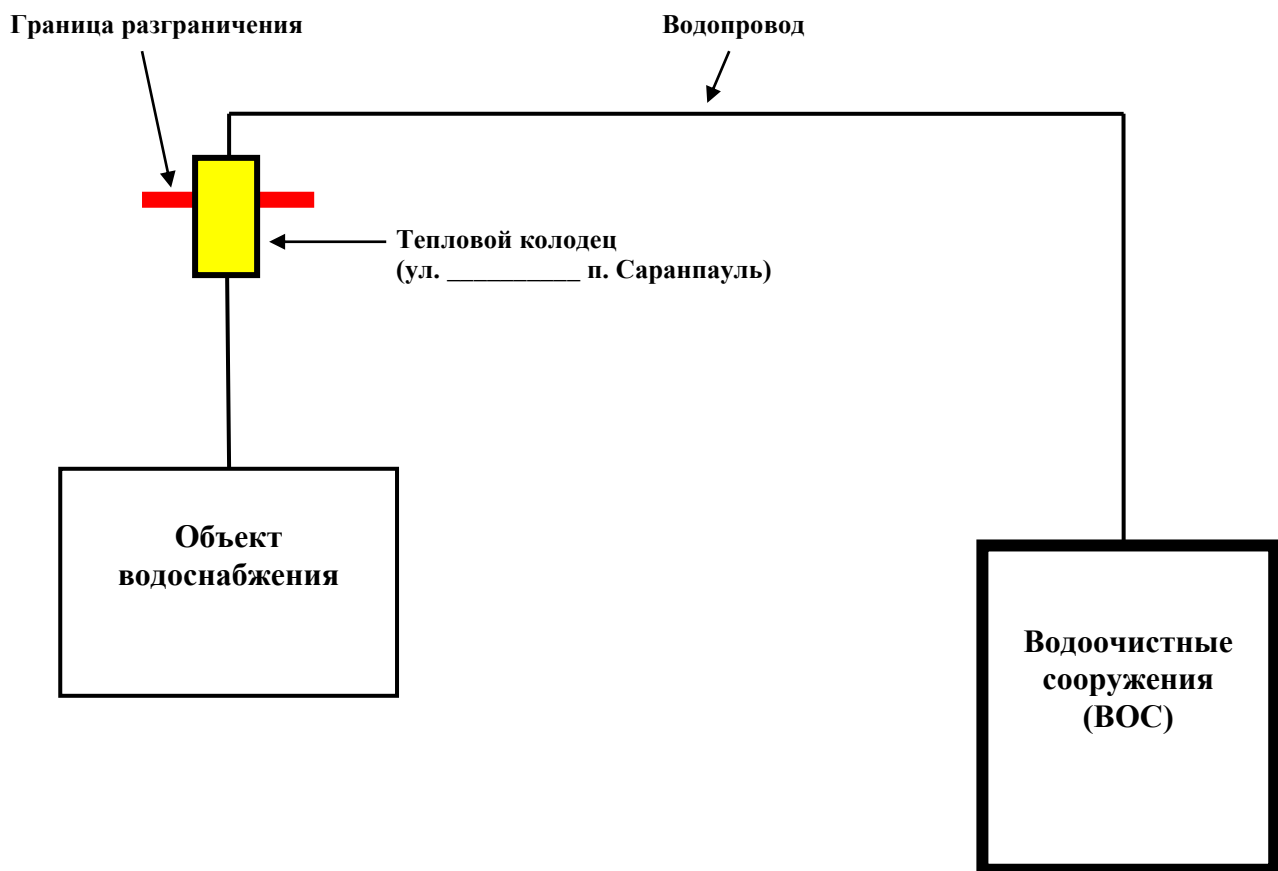 Граница разграничения
Водопровод
Тепловой колодец
(ул. __________ п. Саранпауль)
Объект
водоснабжения
Водоочистные
сооружения
(ВОС)